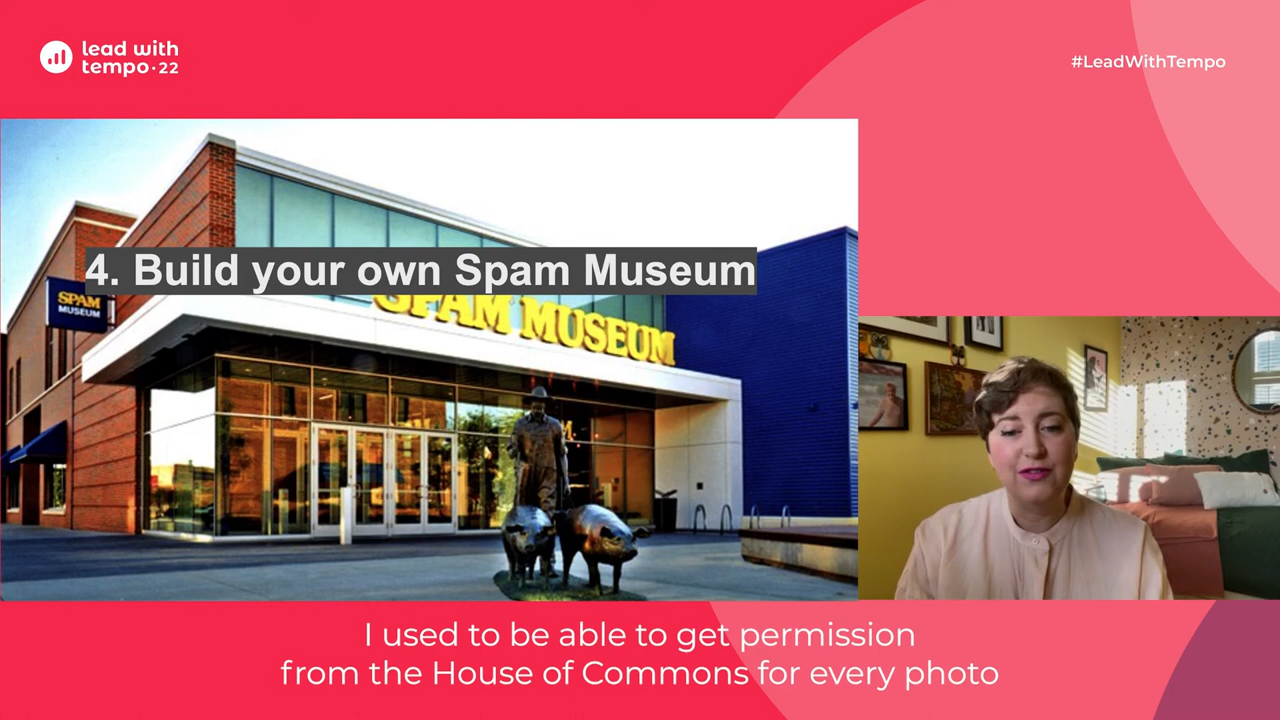 lead with
tempo·22
#LeadWithTempo
4. Build your own Spam Museum
SPAM
MUSEUM
SPAM MUSEUM
I used to be able to get permission
from the House of Commons for every photo